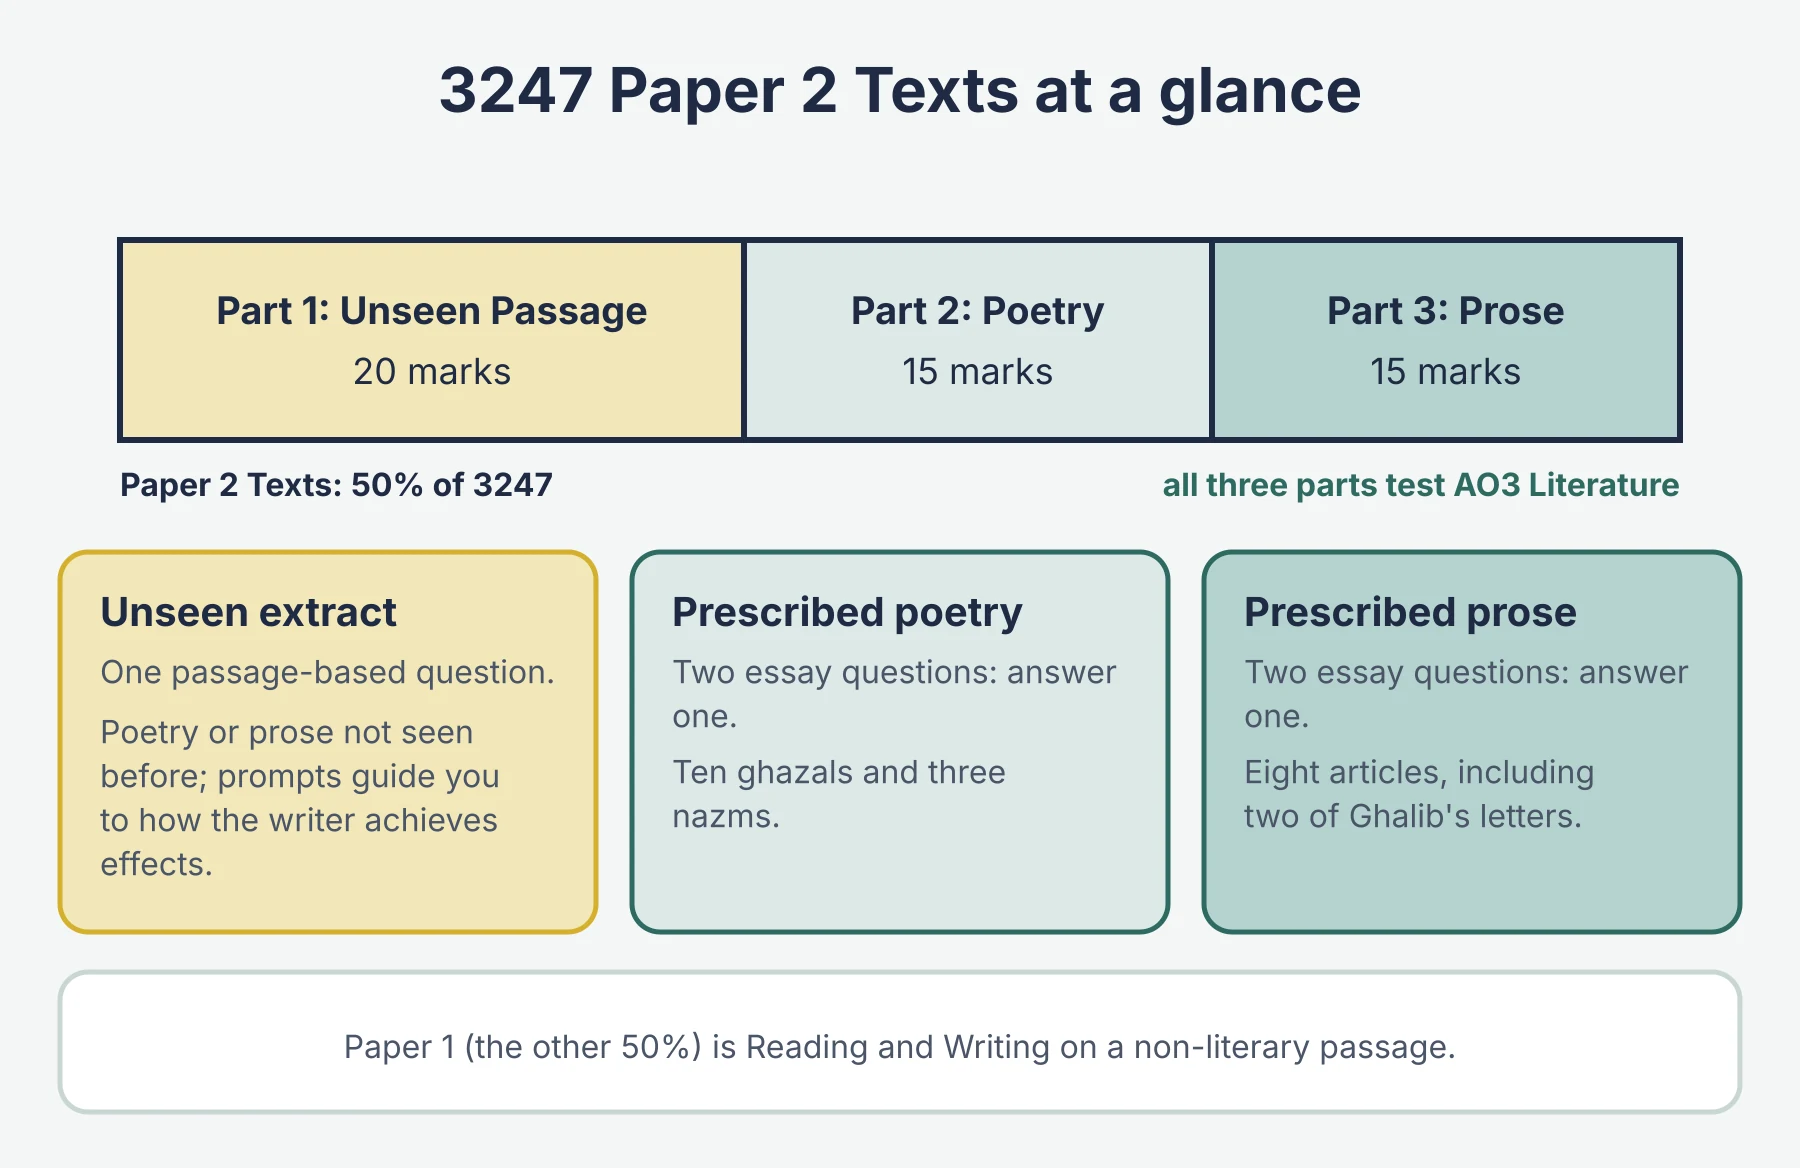 3247 Paper 2 Texts at a glance
Part 1: Unseen Passage
20 marks
Part 2: Poetry
15 marks
Part 3: Prose
15 marks
Paper 2 Texts: 50% of 3247
all three parts test AO3 Literature
Unseen extract
One passage-based question.
Poetry or prose not seen
before; prompts guide you
to how the writer achieves
effects.
Prescribed poetry
Two essay questions: answer
one.
Ten ghazals and three
nazms.
Prescribed prose
Two essay questions: answer
one.
Eight articles, including
two of Ghalib's letters.
Paper 1 (the other 50%) is Reading and Writing on a non-literary passage.